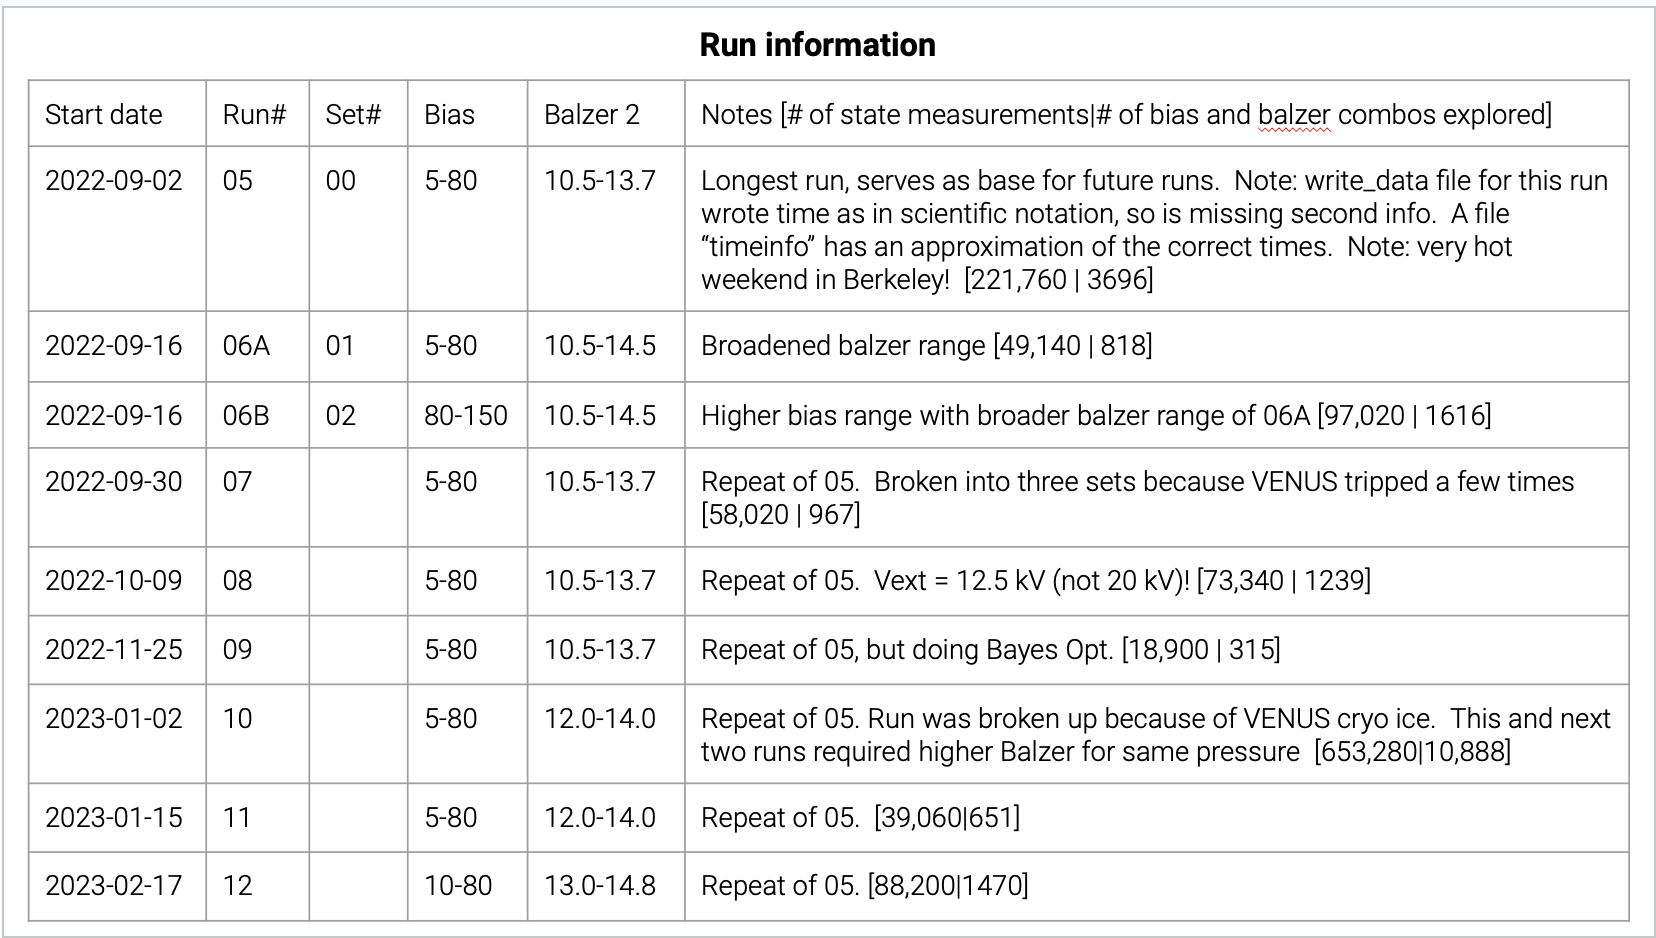 Run information
Start date Run# Set# Bias Balzer 2 Notes [# of state measurements|# of bias and balzer combos explored]
2022-09-02 05 00 5-80 10.5-13.7 Longest run, serves as base for future runs.  Note: write_data file for this run
wrote time as in scientific notation, so is missing second info.  A file
“timeinfo” has an approximation of the correct times.  Note: very hot
weekend in Berkeley!  [221,760 | 3696]
2022-09-16 06A 01 5-80 10.5-14.5 Broadened balzer range [49,140 | 818]
2022-09-16 06B 02 80-150 10.5-14.5 Higher bias range with broader balzer range of 06A [97,020 | 1616]
2022-09-30 07 5-80 10.5-13.7 Repeat of 05.  Broken into three sets because VENUS tripped a few times
[58,020 | 967]
2022-10-09 08 5-80 10.5-13.7 Repeat of 05.  Vext = 12.5 kV (not 20 kV)! [73,340 | 1239]
2022-11-25 09 5-80 10.5-13.7 Repeat of 05, but doing Bayes Opt. [18,900 | 315]
2023-01-02 10 5-80 12.0-14.0 Repeat of 05. Run was broken up because of VENUS cryo ice.  This and next
two runs required higher Balzer for same pressure  [653,280|10,888]
2023-01-15 11 5-80 12.0-14.0 Repeat of 05.  [39,060|651]
2023-02-17 12 10-80 13.0-14.8 Repeat of 05. [88,200|1470]